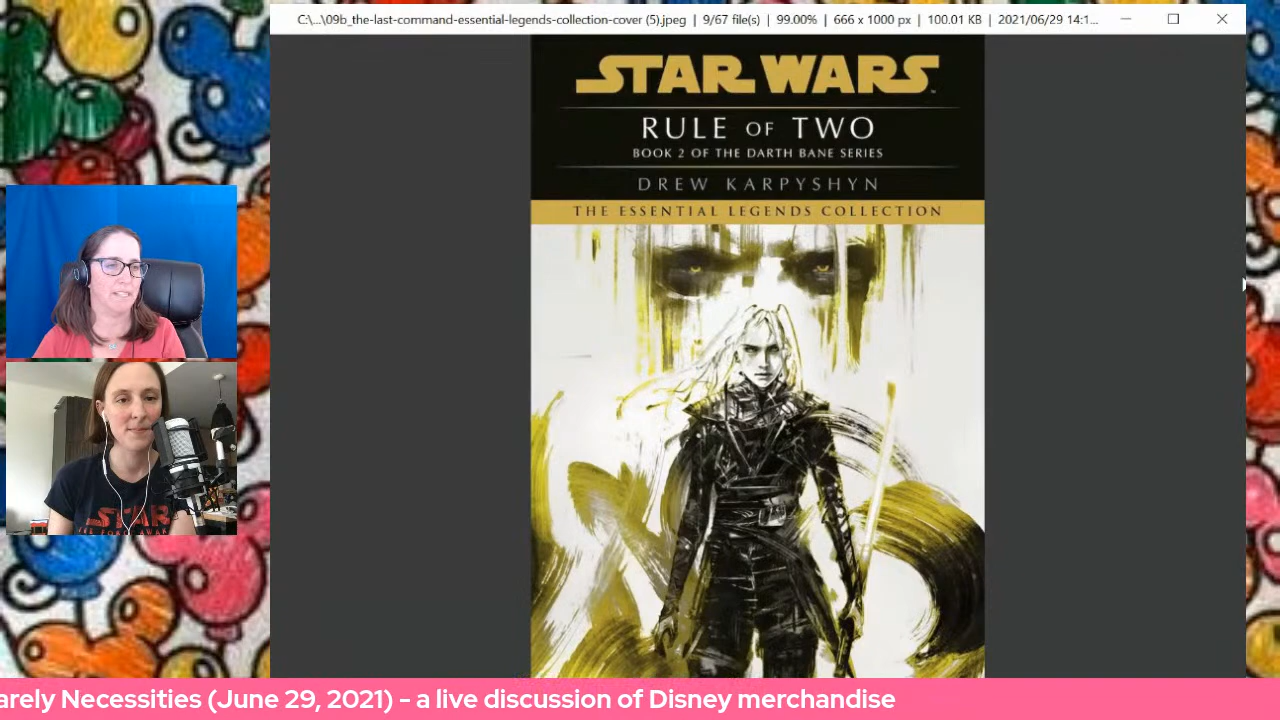 C:\...\09b_the-last-command-essential-legends-collection-cover (5).jpeg | 9/67 file(s) | 99.00% | 666 x 1000 px | 100.01 KB | 2021/06/29 14:1...
STAR WARS
RULE OF TWO
BOOK 2 OF THE DARTH BANE SERIES
DREW KARPYSHYN
THE ESSENTIAL LEGENDS COLLECTION
STAR
arely Necessities (June 29, 2021) - a live discussion of Disney merchandise